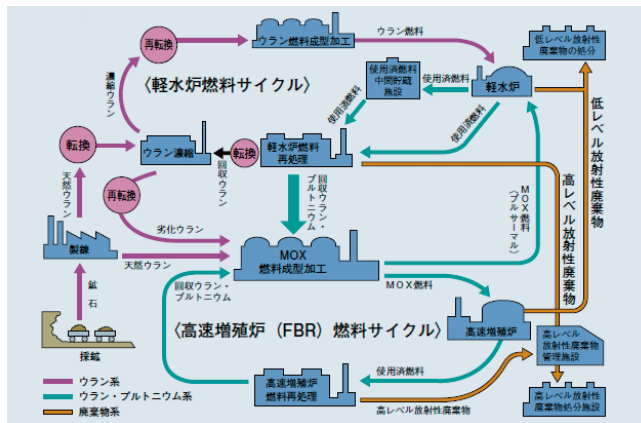 再転換
ウラン燃料成型加工
ウラン燃料
低レベル放射性
廃棄物の処分
〈軽水炉燃料サイクル〉
使用済燃料
中間貯蔵
施設
使用済燃料
軽水炉
濃縮ウラン
使用済燃料
使用済燃料
転換
ウラン濃縮
転換
軽水炉燃料
再処理
低レベル放射性廃棄物
回収ウラン
天然ウラン
再転換
回収ウラン・
プルトニウム
MOX燃料
(プルサーマル)
高レベル放射性廃棄物
劣化ウラン
製錬
天然ウラン
MOX
燃料成型加工
鉱石
回収ウラン・
プルトニウム
MOX燃料
〈高速増殖炉(FBR)燃料サイクル〉
高速増殖炉
高レベル
放射性廃棄物
管理施設
採鉱
使用済燃料
ウラン系
ウラン・プルトニウム系
廃棄物系
高速増殖炉
燃料再処理
高レベル放射性廃棄物
高レベル放射性
廃棄物処分施設